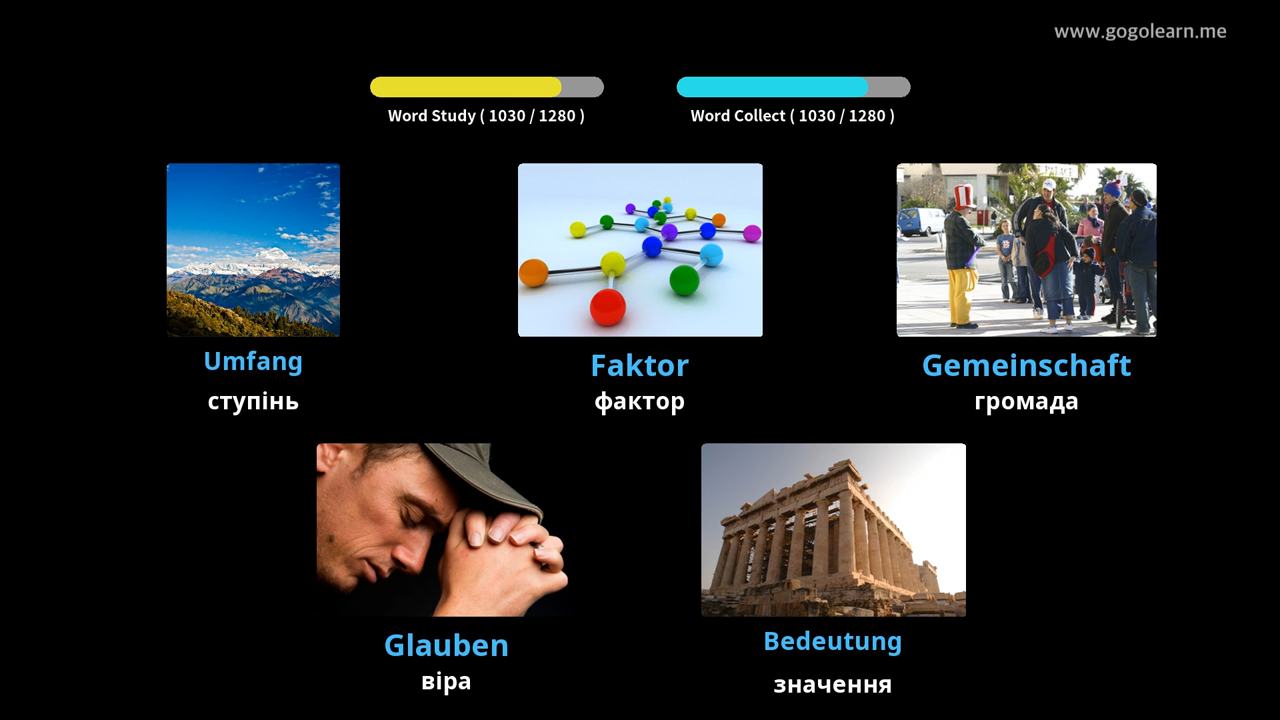 www.gogolearn.me
Word Study ( 1030 / 1280 )
Word Collect ( 1030 / 1280 )
Umfang
ступінь
Faktor
фактор
Gemeinschaft
громада
Glauben
віра
Bedeutung
значення